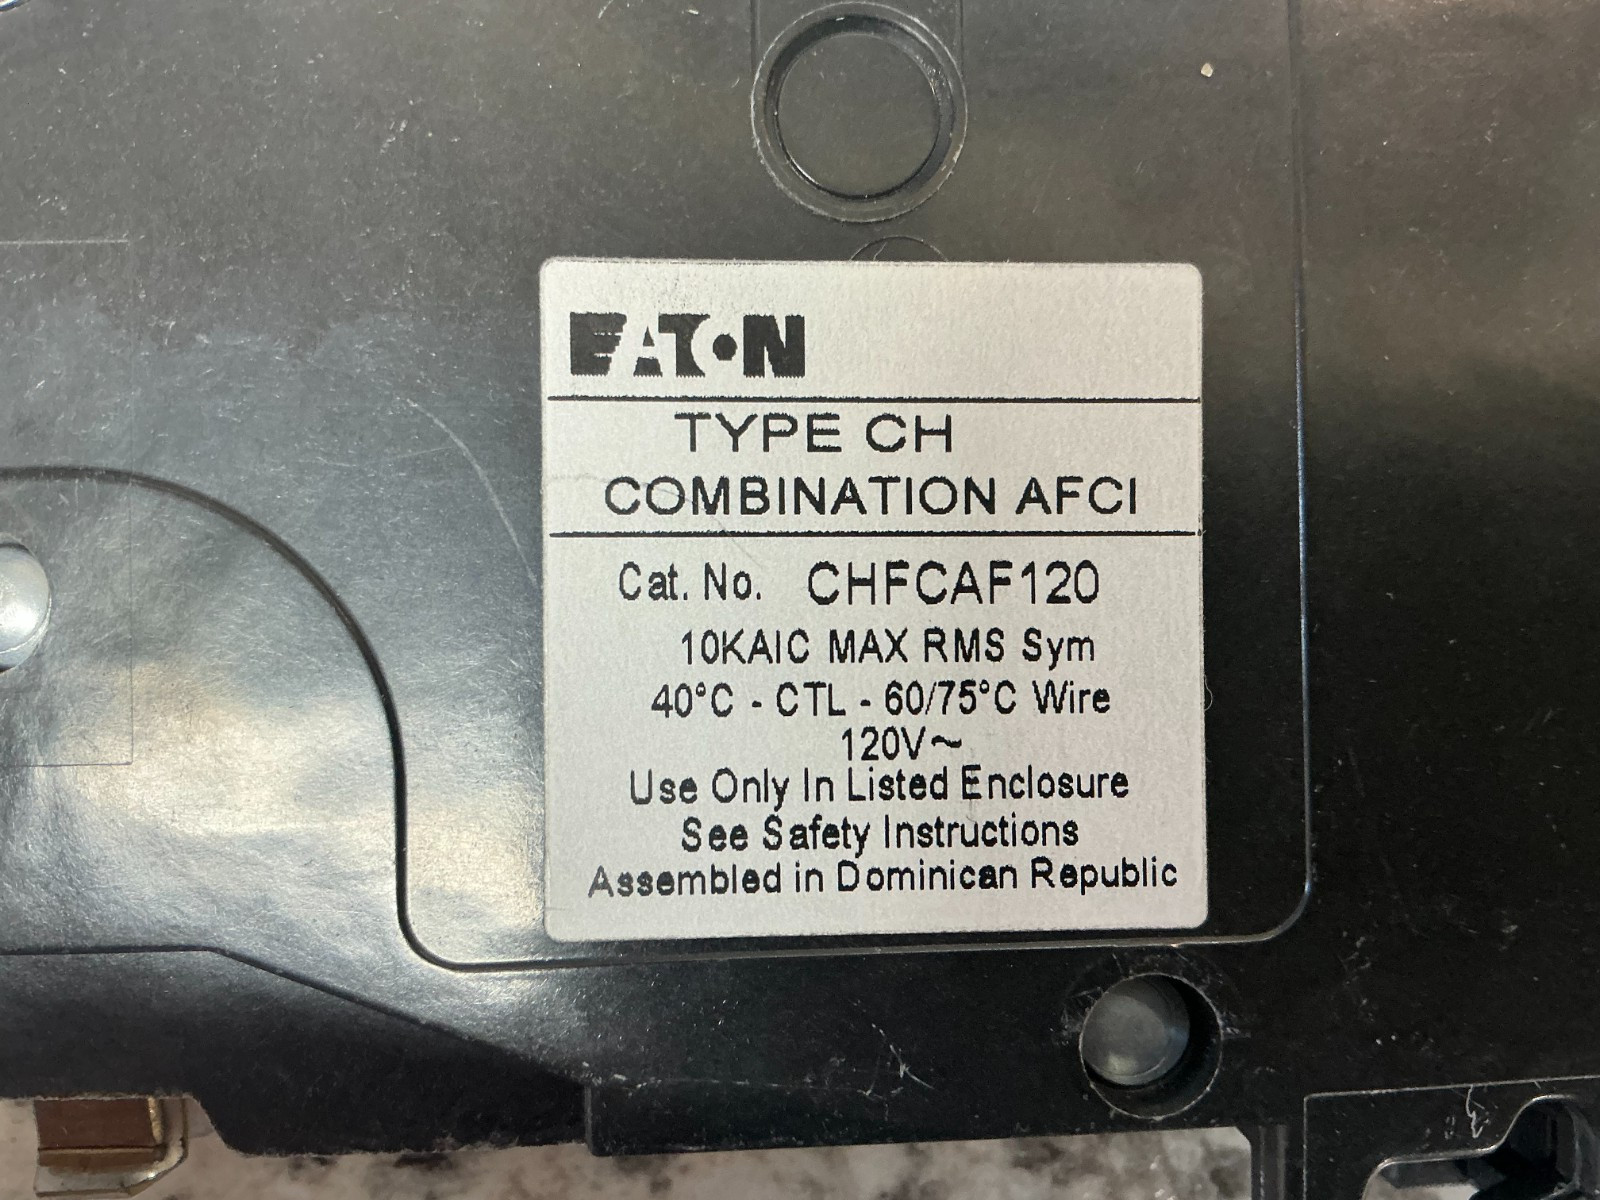 EATON
TYPE CH
COMBINATION AFCI
Cat. No. CHFCAF120
10KAIC MAX RMS Sym
40°C - CTL - 60/75°C Wire
120V~
Use Only In Listed Enclosure
See Safety Instructions
Assembled in Dominican Republic